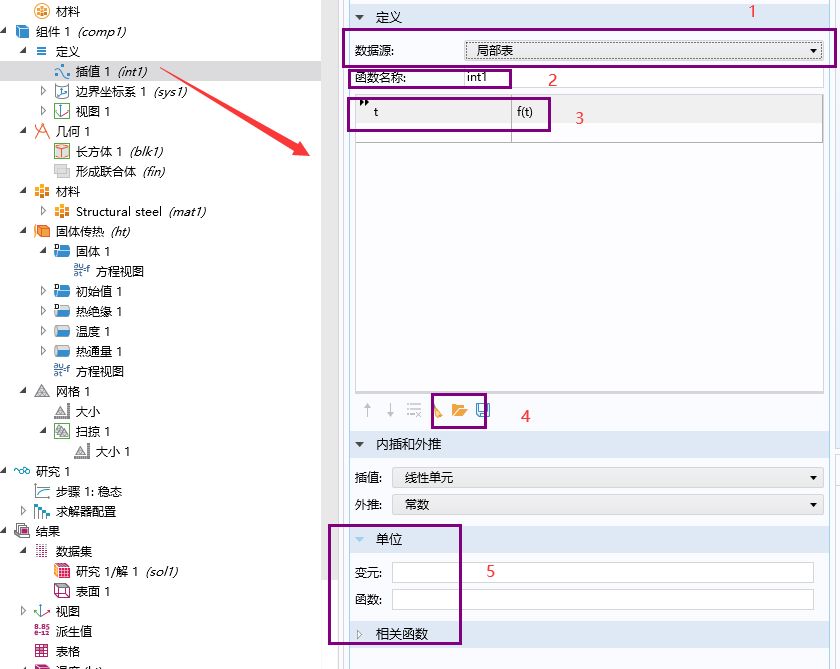 材料
组件 1 (comp1)
定义
插值 1 (int1)
边界坐标系 1 (sys1)
视图 1
几何 1
长方体 1 (blk1)
形成联合体 (fin)
材料
Structural steel (mat1)
固体传热 (ht)
固体 1
方程视图
初始值 1
热绝缘 1
温度 1
热通量 1
方程视图
网格 1
大小
扫掠 1
大小 1
研究 1
步骤 1: 稳态
求解器配置
结果
数据集
研究 1/解 1 (sol1)
表面 1
视图
派生值
8.85
e-12
表格
定义
1
数据源:
局部表
函数名称:
int1
2
t
f(t)
3
4
内插和外推
插值:
线性单元
外推:
常数
单位
变元:
5
函数:
相关函数